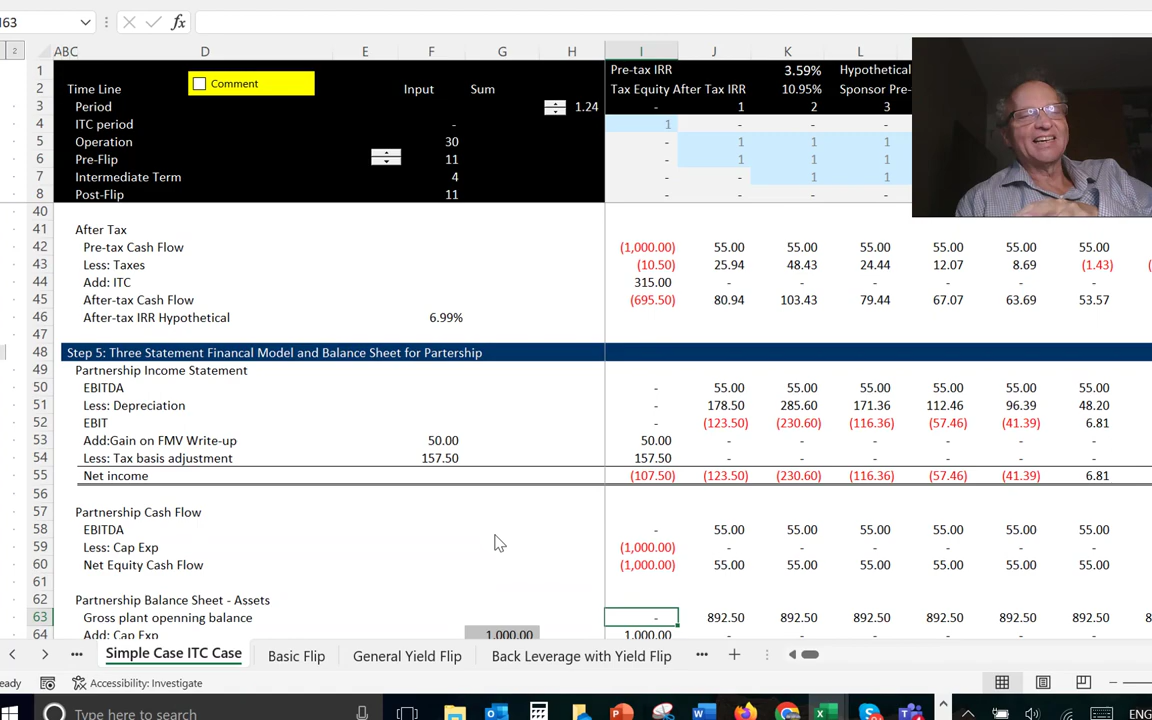 63 fx
2 ABC D E F G H I J K L
1 Pre-tax IRR 3.59% Hypothetical
2 Time Line Comment Input Sum Tax Equity After Tax IRR 10.95% Sponsor Pre-
3 Period 1.24 - 1 2 3
4 ITC period - 1 - - -
5 Operation 30 - 1 1 1
6 Pre-Flip 11 - 1 1 1
7 Intermediate Term 4 - - 1 1
8 Post-Flip 11 - - - -
40
41 After Tax
42 Pre-tax Cash Flow (1,000.00) 55.00 55.00 55.00 55.00 55.00 55.00
43 Less: Taxes (10.50) 25.94 48.43 24.44 12.07 8.69 (1.43) (
44 Add: ITC 315.00 - - - - - -
45 After-tax Cash Flow (695.50) 80.94 103.43 79.44 67.07 63.69 53.57
46 After-tax IRR Hypothetical 6.99%
47
48 Step 5: Three Statement Financal Model and Balance Sheet for Partership
49 Partnership Income Statement
50 EBITDA - 55.00 55.00 55.00 55.00 55.00 55.00
51 Less: Depreciation - 178.50 285.60 171.36 112.46 96.39 48.20
52 EBIT - (123.50) (230.60) (116.36) (57.46) (41.39) 6.81
53 Add:Gain on FMV Write-up 50.00 50.00 - - - - - -
54 Less: Tax basis adjustment 157.50 157.50 - - - - - -
55 Net income (107.50) (123.50) (230.60) (116.36) (57.46) (41.39) 6.81
56
57 Partnership Cash Flow
58 EBITDA - 55.00 55.00 55.00 55.00 55.00 55.00
59 Less: Cap Exp (1,000.00) - - - - - -
60 Net Equity Cash Flow (1,000.00) 55.00 55.00 55.00 55.00 55.00 55.00
61
62 Partnership Balance Sheet - Assets
63 Gross plant openning balance - 892.50 892.50 892.50 892.50 892.50 892.50 8
64 Add: Cap Exp 1,000.00 1,000.00 - - - - - -
Simple Case ITC Case Basic Flip General Yield Flip Back Leverage with Yield Flip
eady Accessibility: Investigate
Type here to search ENG